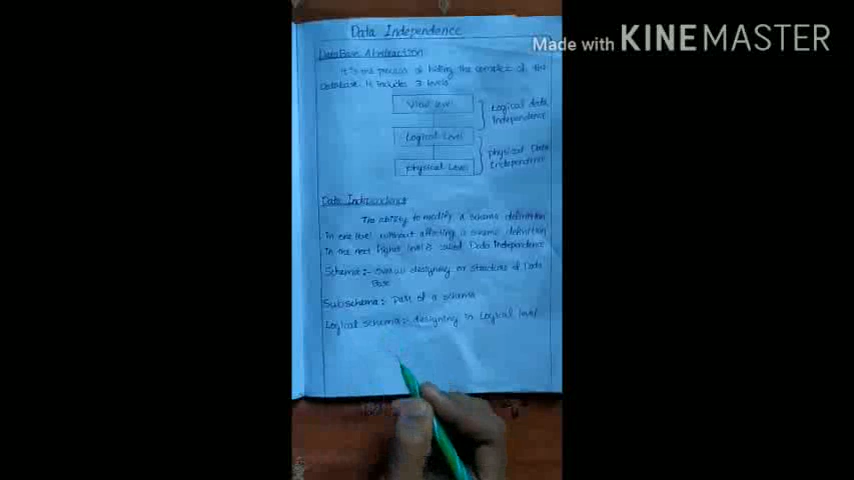 Made with KINEMASTER
Data Independence
DataBase Abstraction
It is the process of hiding the complex of the
Database. It includes 3 levels
View level
Logical data
Independence
Logical Level
Physical Data
Independence
Physical Level
Data Independence
The ability to modify a schema definition
in one level without affecting a schema definition
in the next higher level is called Data Independence
Schema:- Overall designing or structure of Data
Base
Subschema:- Part of a schema
Logical schema:- designing in Logical level